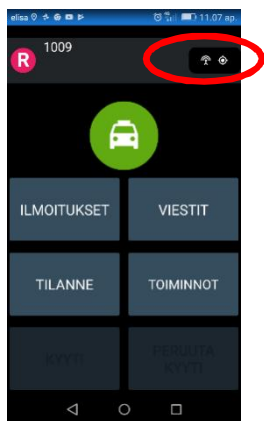 elisa 11.07 ap.
R 1009
ILMOITUKSET VIESTIT
TILANNE TOIMINNOT
KYYTI PERUUTA
KYYTI